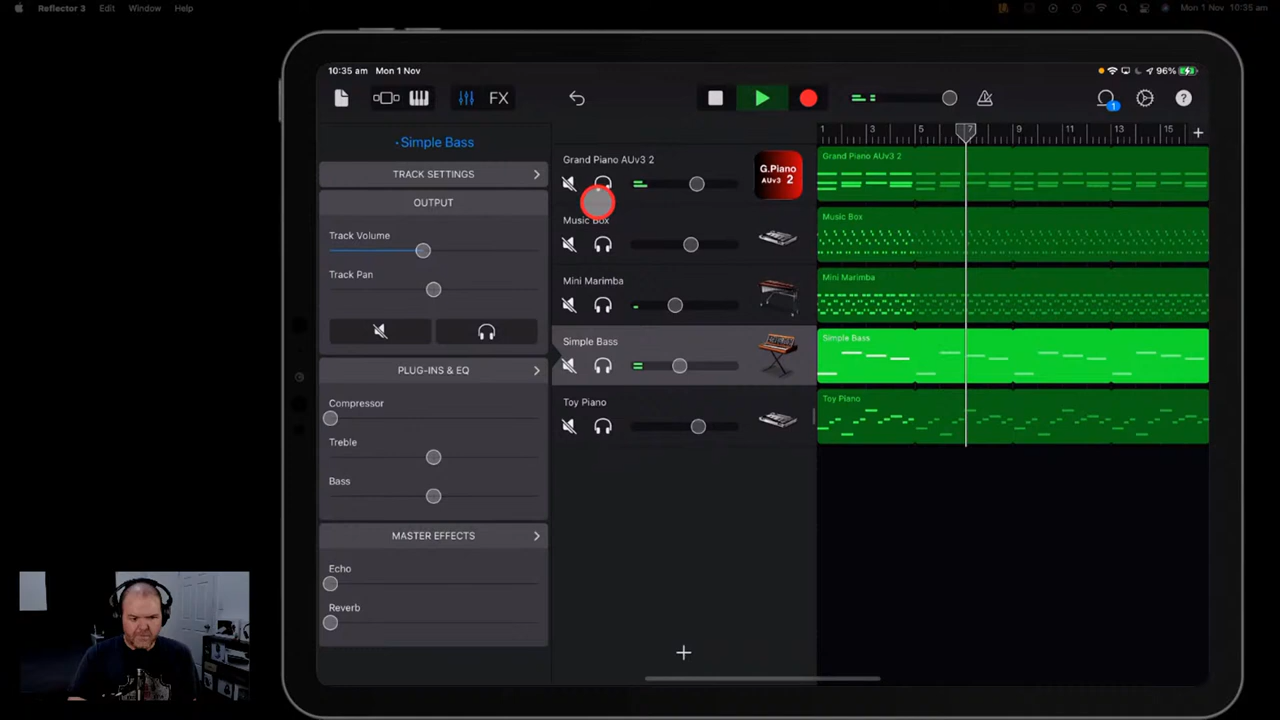 Reflector 3 Edit Window Help
Mon 1 Nov 10:35 am
10:35 am Mon 1 Nov
96%
FX
1
?
· Simple Bass
TRACK SETTINGS
OUTPUT
Track Volume
Track Pan
PLUG-INS & EQ
Compressor
Treble
Bass
MASTER EFFECTS
Echo
Reverb
Grand Piano AUv3 2
G.Piano
AUv3 2
Music Box
Mini Marimba
Simple Bass
Toy Piano
+
1 3 5 7 9 11 13 15 +
Grand Piano AUv3 2
Music Box
Mini Marimba
Simple Bass
Toy Piano